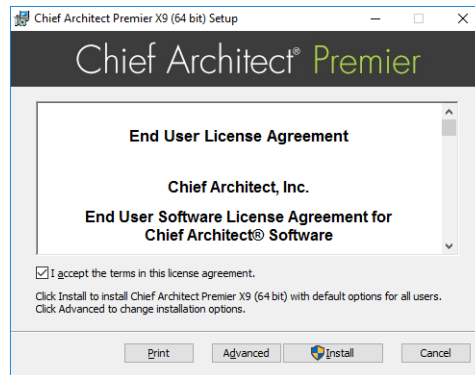 Chief Architect Premier X9 (64 bit) Setup
Chief Architect® Premier
End User License Agreement
Chief Architect, Inc.
End User Software License Agreement for
Chief Architect® Software
I accept the terms in this license agreement.
Click Install to install Chief Architect Premier X9 (64 bit) with default options for all users.
Click Advanced to change installation options.
Print Advanced Install Cancel